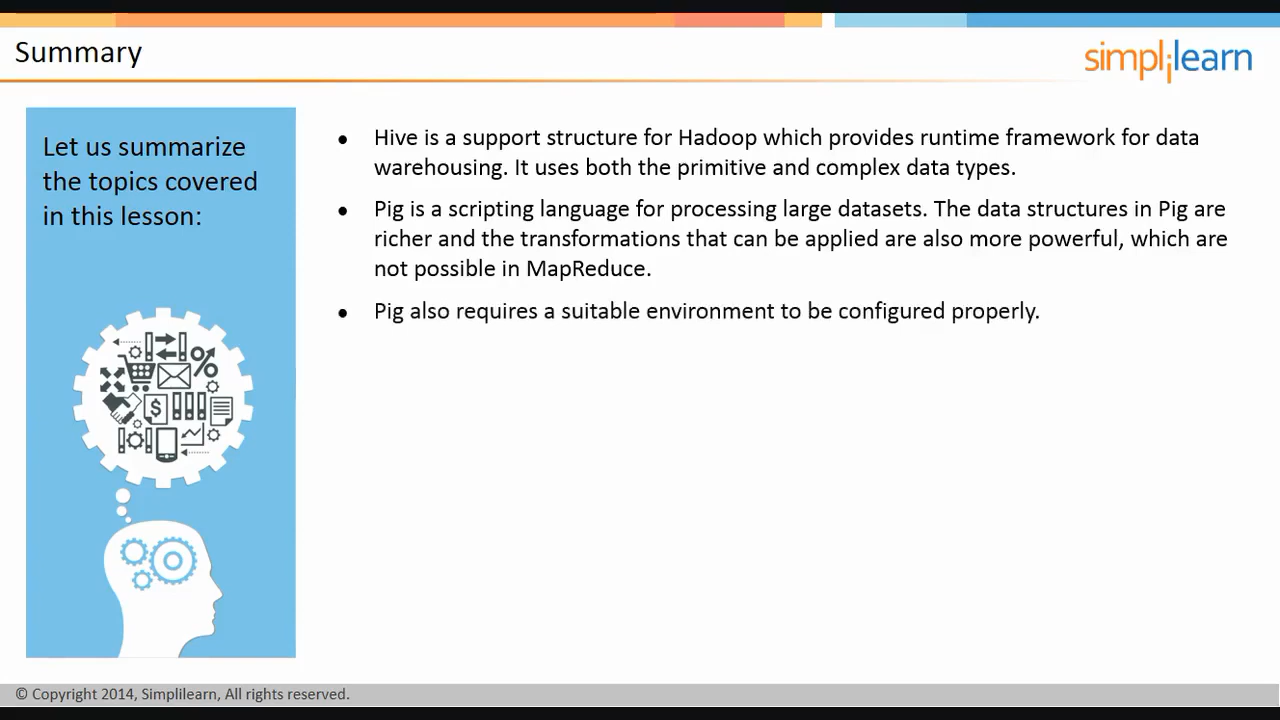 Summary
simplilearn
Let us summarize
the topics covered
in this lesson:
● Hive is a support structure for Hadoop which provides runtime framework for data
warehousing. It uses both the primitive and complex data types.
● Pig is a scripting language for processing large datasets. The data structures in Pig are
richer and the transformations that can be applied are also more powerful, which are
not possible in MapReduce.
● Pig also requires a suitable environment to be configured properly.
© Copyright 2014, Simplilearn, All rights reserved.